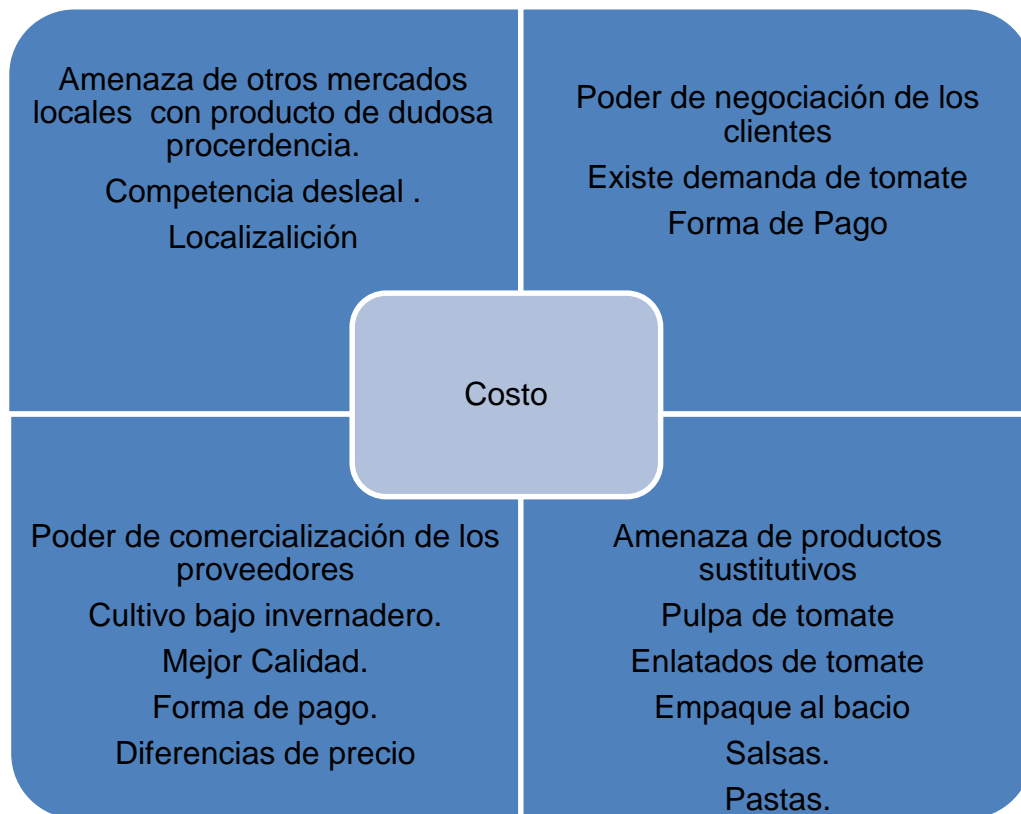 Amenaza de otros mercados
locales con producto de dudosa
procerdencia.
Competencia desleal .
Localizalición
Poder de negociación de los
clientes
Existe demanda de tomate
Forma de Pago
Costo
Poder de comercialización de los
proveedores
Cultivo bajo invernadero.
Mejor Calidad.
Forma de pago.
Diferencias de precio
Amenaza de productos
sustitutivos
Pulpa de tomate
Enlatados de tomate
Empaque al bacio
Salsas.
Pastas.